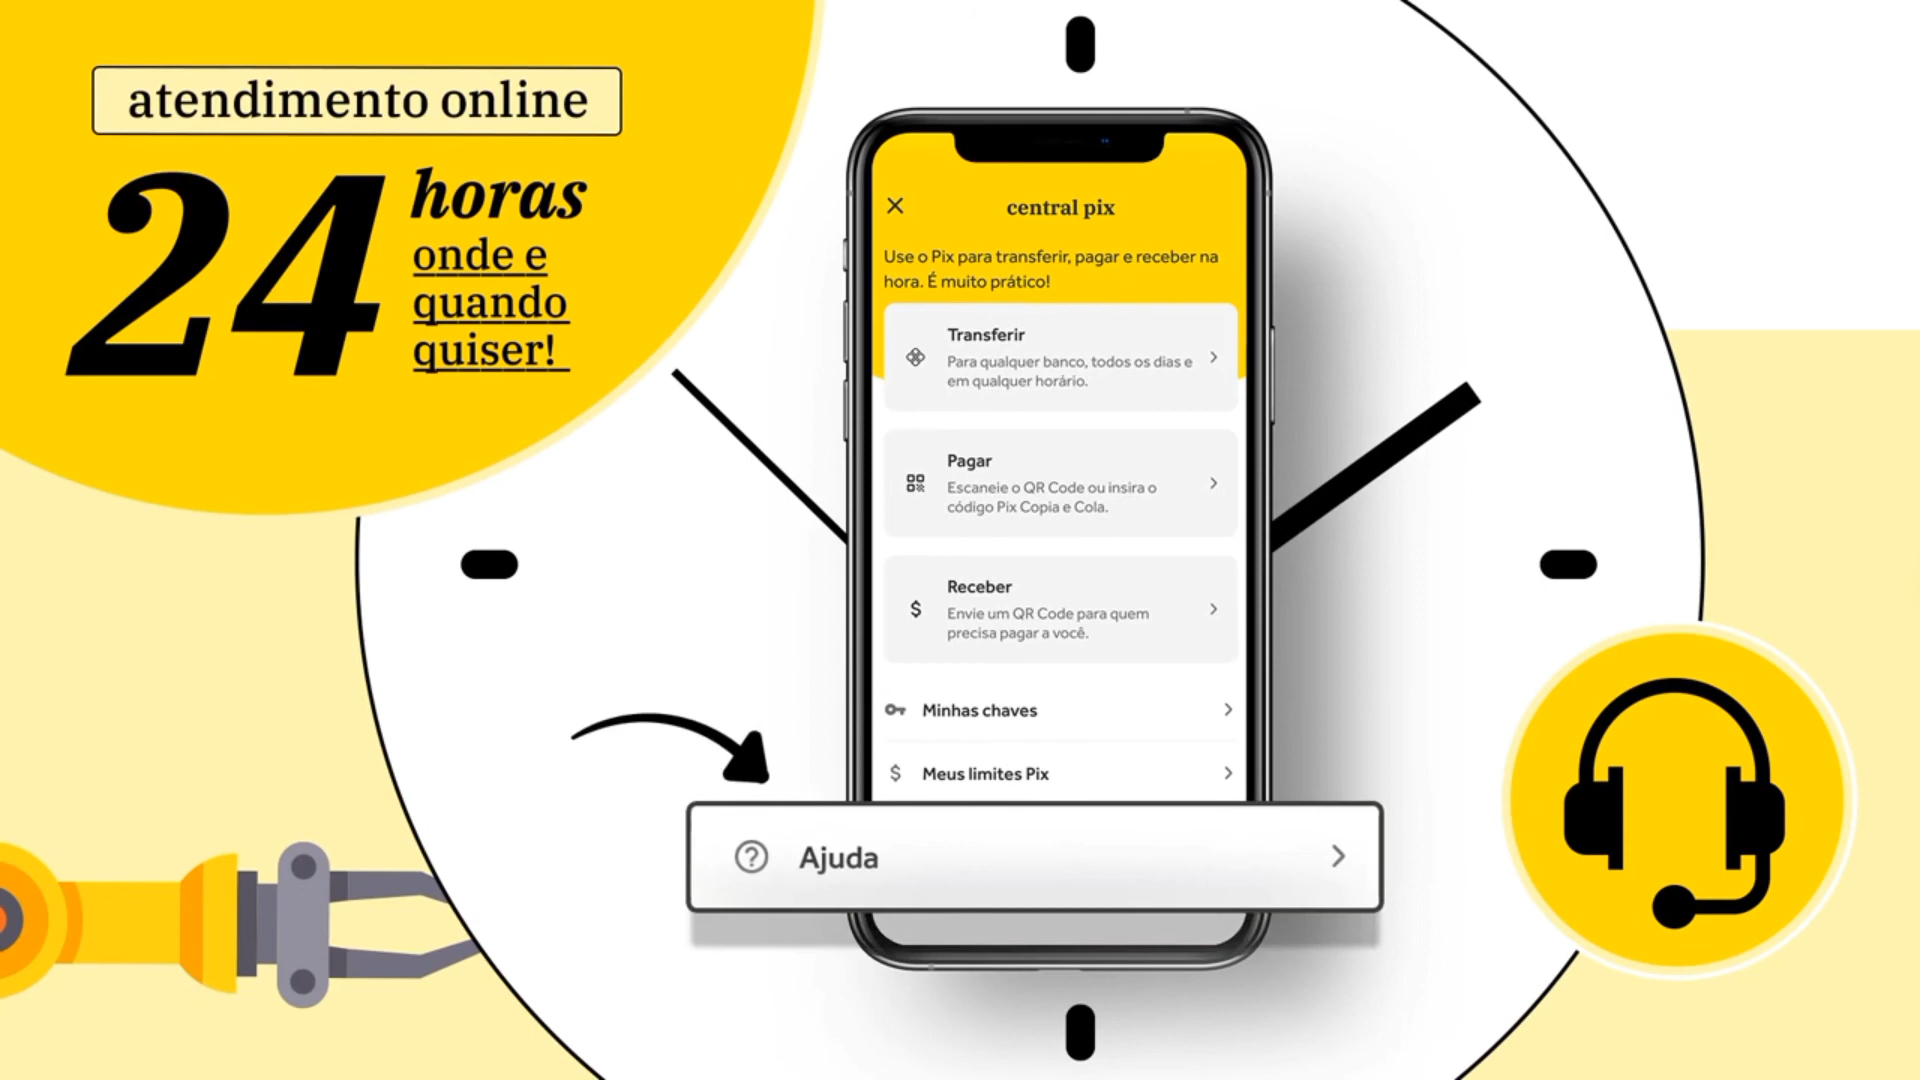 atendimento online
24 horas
onde e
quando
quiser!
central pix
Use o Pix para transferir, pagar e receber na
hora. É muito prático!
Transferir
Para qualquer banco, todos os dias e
em qualquer horário.
Pagar
Escaneie o QR Code ou insira o
código Pix Copia e Cola.
Receber
Envie um QR Code para quem
precisa pagar a você.
Minhas chaves
Meus limites Pix
Ajuda